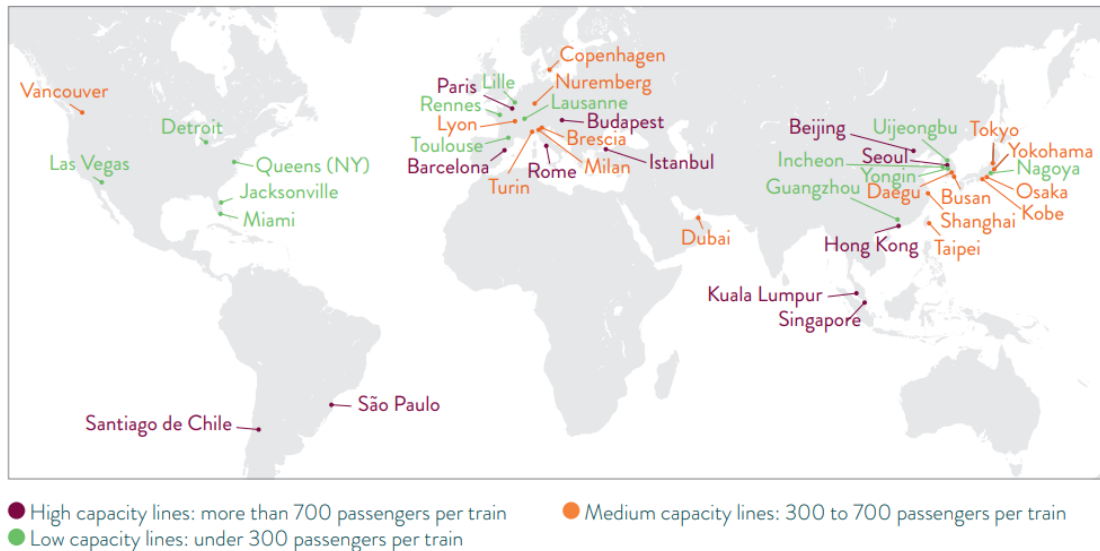 Vancouver
Detroit
Las Vegas
Queens (NY)
Jacksonville
Miami
Santiago de Chile
São Paulo
Copenhagen
Paris
Lille
Nuremberg
Rennes
Lausanne
Lyon
Budapest
Toulouse
Brescia
Barcelona
Rome
Milan
Istanbul
Turin
Dubai
Beijing
Uijeongbu
Tokyo
Incheon
Seoul
Yokohama
Yongin
Nagoya
Guangzhou
Daegu
Busan
Osaka
Shanghai
Kobe
Hong Kong
Taipei
Kuala Lumpur
Singapore
High capacity lines: more than 700 passengers per train
Medium capacity lines: 300 to 700 passengers per train
Low capacity lines: under 300 passengers per train